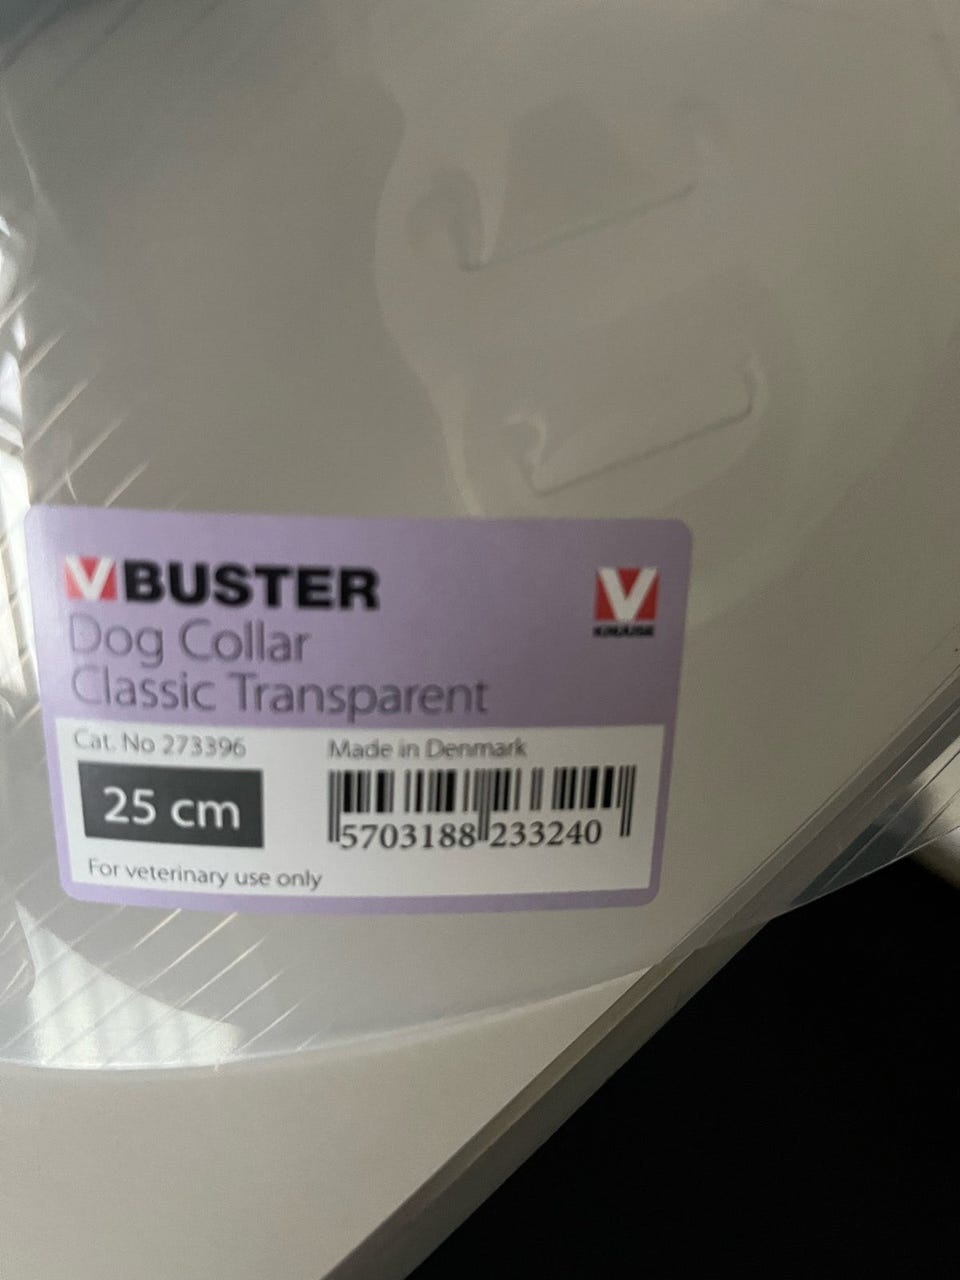 V BUSTER
Dog Collar
Classic Transparent
V
KRUUSE
Cat. No 273396
Made in Denmark
25 cm
5703188 233240
For veterinary use only